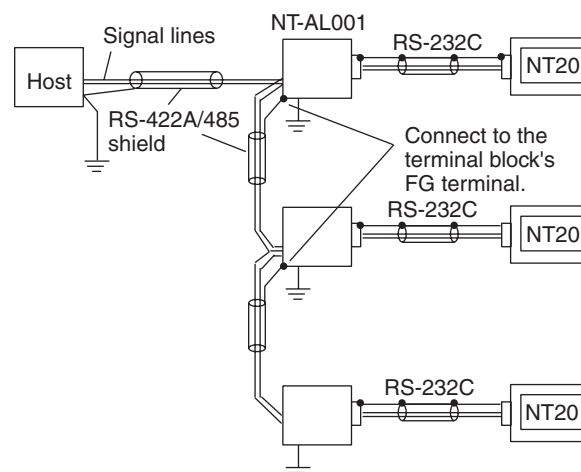 NT-AL001
Signal lines
RS-232C
Host
NT20
RS-422A/485
shield
Connect to the
terminal block's
FG terminal.
RS-232C
NT20
RS-232C
NT20